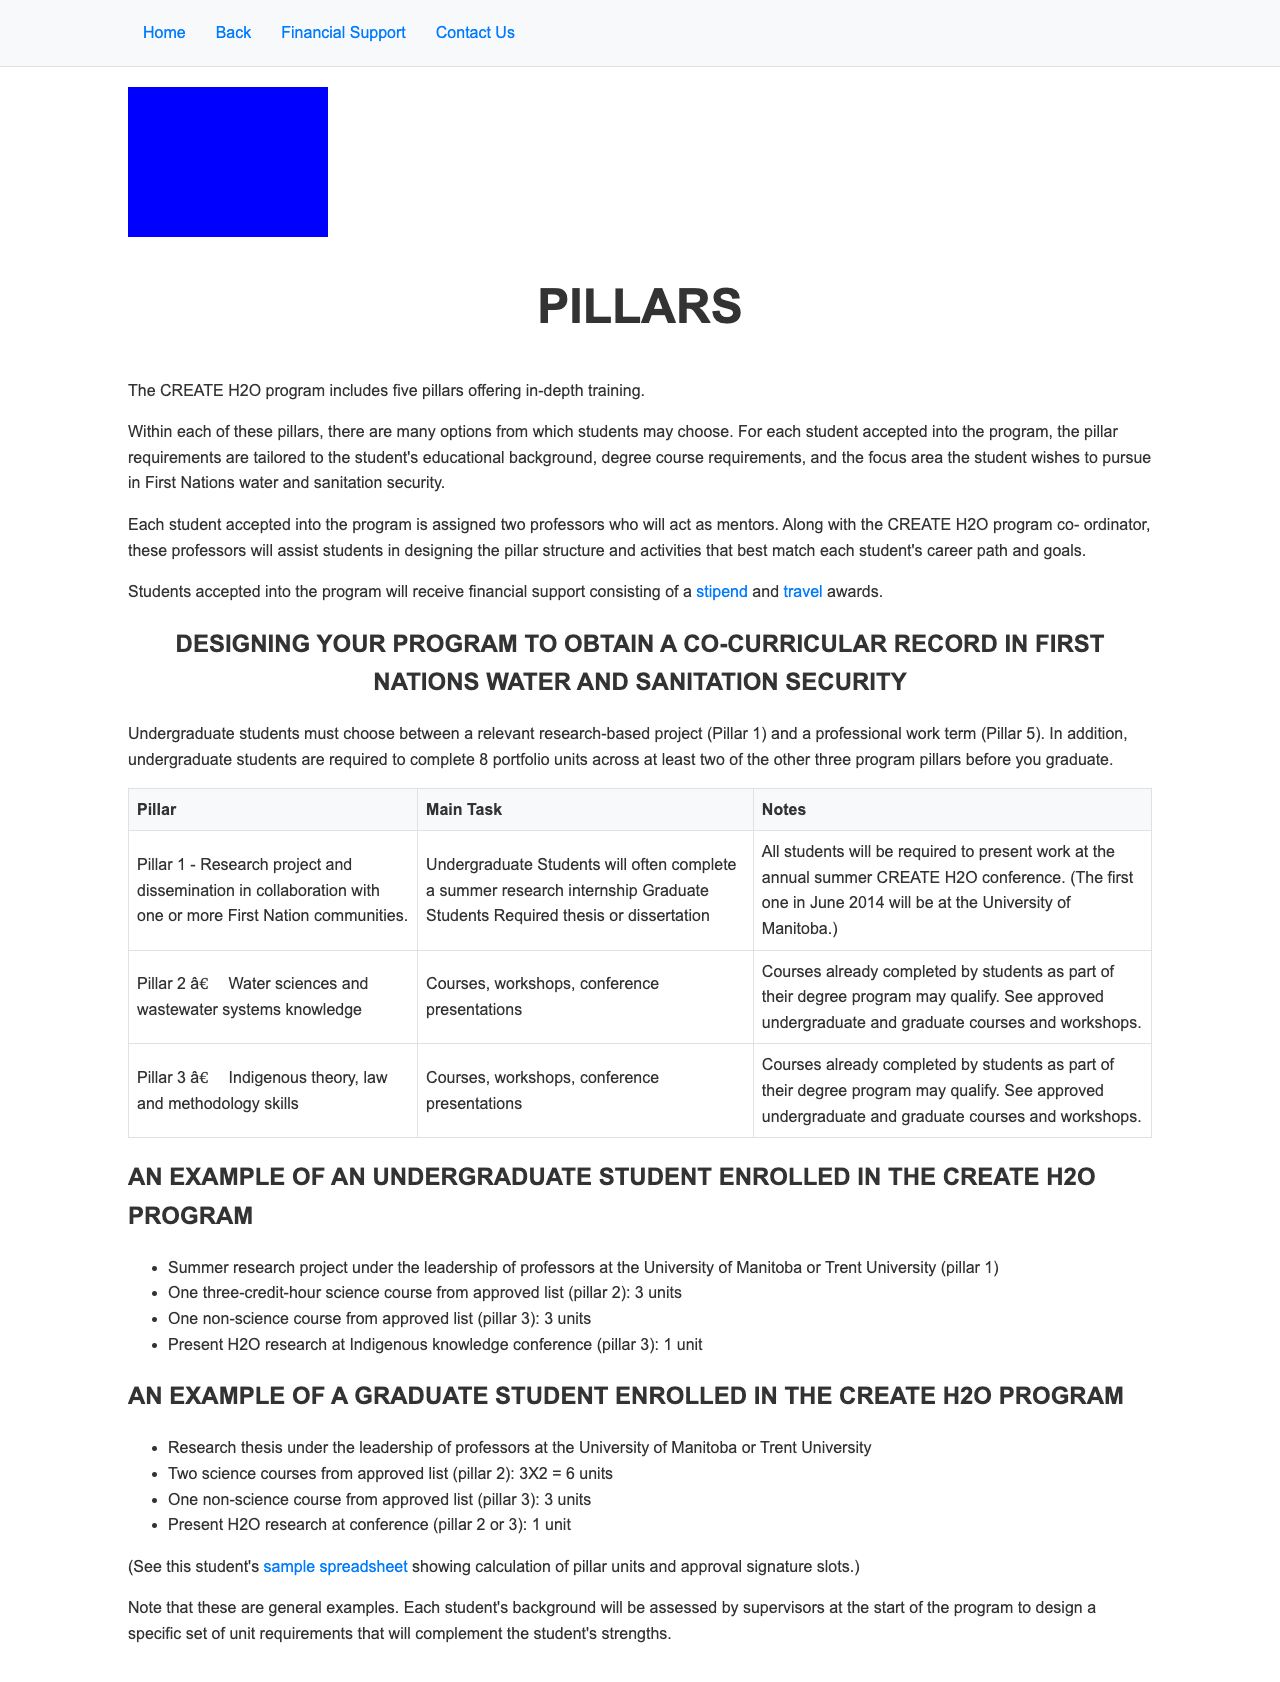 Home Back Financial Support Contact Us
PILLARS
The CREATE H2O program includes five pillars offering in-depth training.
Within each of these pillars, there are many options from which students may choose. For each student accepted into the program, the pillar
requirements are tailored to the student's educational background, degree course requirements, and the focus area the student wishes to pursue
in First Nations water and sanitation security.
Each student accepted into the program is assigned two professors who will act as mentors. Along with the CREATE H2O program co- ordinator,
these professors will assist students in designing the pillar structure and activities that best match each student's career path and goals.
Students accepted into the program will receive financial support consisting of a stipend and travel awards.
DESIGNING YOUR PROGRAM TO OBTAIN A CO-CURRICULAR RECORD IN FIRST
NATIONS WATER AND SANITATION SECURITY
Undergraduate students must choose between a relevant research-based project (Pillar 1) and a professional work term (Pillar 5). In addition,
undergraduate students are required to complete 8 portfolio units across at least two of the other three program pillars before you graduate.
Pillar Main Task Notes
Pillar 1 - Research project and
dissemination in collaboration with
one or more First Nation communities.
Undergraduate Students will often complete
a summer research internship Graduate
Students Required thesis or dissertation
All students will be required to present work at the
annual summer CREATE H2O conference. (The first
one in June 2014 will be at the University of
Manitoba.)
Pillar 2 â€ Water sciences and
wastewater systems knowledge
Courses, workshops, conference
presentations
Courses already completed by students as part of
their degree program may qualify. See approved
undergraduate and graduate courses and workshops.
Pillar 3 â€ Indigenous theory, law
and methodology skills
Courses, workshops, conference
presentations
Courses already completed by students as part of
their degree program may qualify. See approved
undergraduate and graduate courses and workshops.
AN EXAMPLE OF AN UNDERGRADUATE STUDENT ENROLLED IN THE CREATE H2O
PROGRAM
• Summer research project under the leadership of professors at the University of Manitoba or Trent University (pillar 1)
• One three-credit-hour science course from approved list (pillar 2): 3 units
• One non-science course from approved list (pillar 3): 3 units
• Present H2O research at Indigenous knowledge conference (pillar 3): 1 unit
AN EXAMPLE OF A GRADUATE STUDENT ENROLLED IN THE CREATE H2O PROGRAM
• Research thesis under the leadership of professors at the University of Manitoba or Trent University
• Two science courses from approved list (pillar 2): 3X2 = 6 units
• One non-science course from approved list (pillar 3): 3 units
• Present H2O research at conference (pillar 2 or 3): 1 unit
(See this student's sample spreadsheet showing calculation of pillar units and approval signature slots.)
Note that these are general examples. Each student's background will be assessed by supervisors at the start of the program to design a
specific set of unit requirements that will complement the student's strengths.